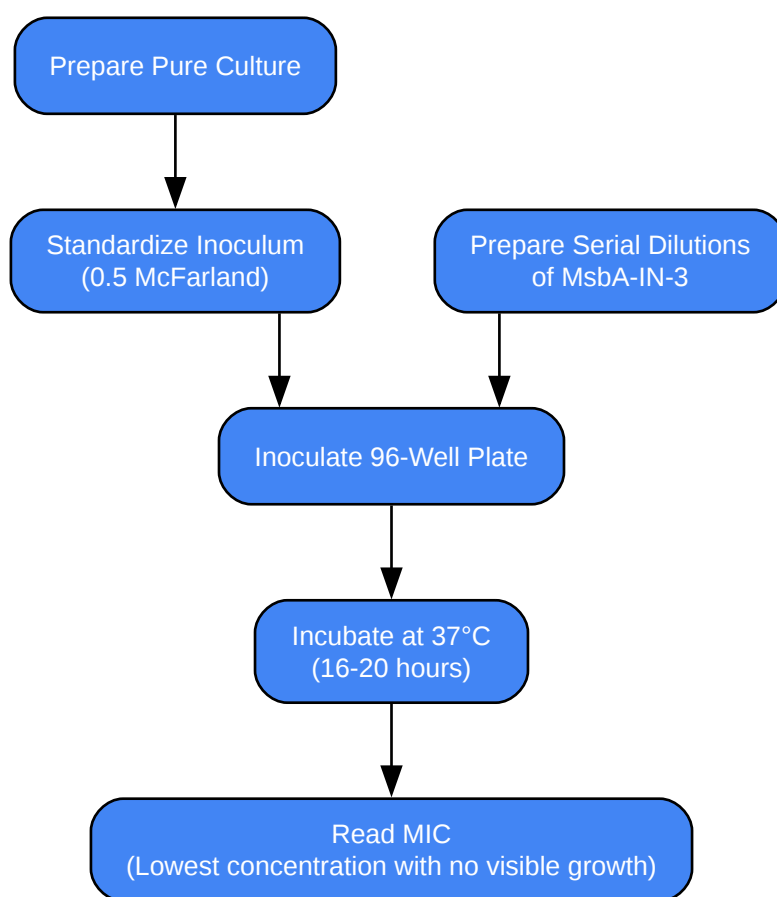 Prepare Pure Culture
Standardize Inoculum
(0.5 McFarland)
Prepare Serial Dilutions
of MsbA-IN-3
Inoculate 96-Well Plate
Incubate at 37°C
(16-20 hours)
Read MIC
(Lowest concentration with no visible growth)